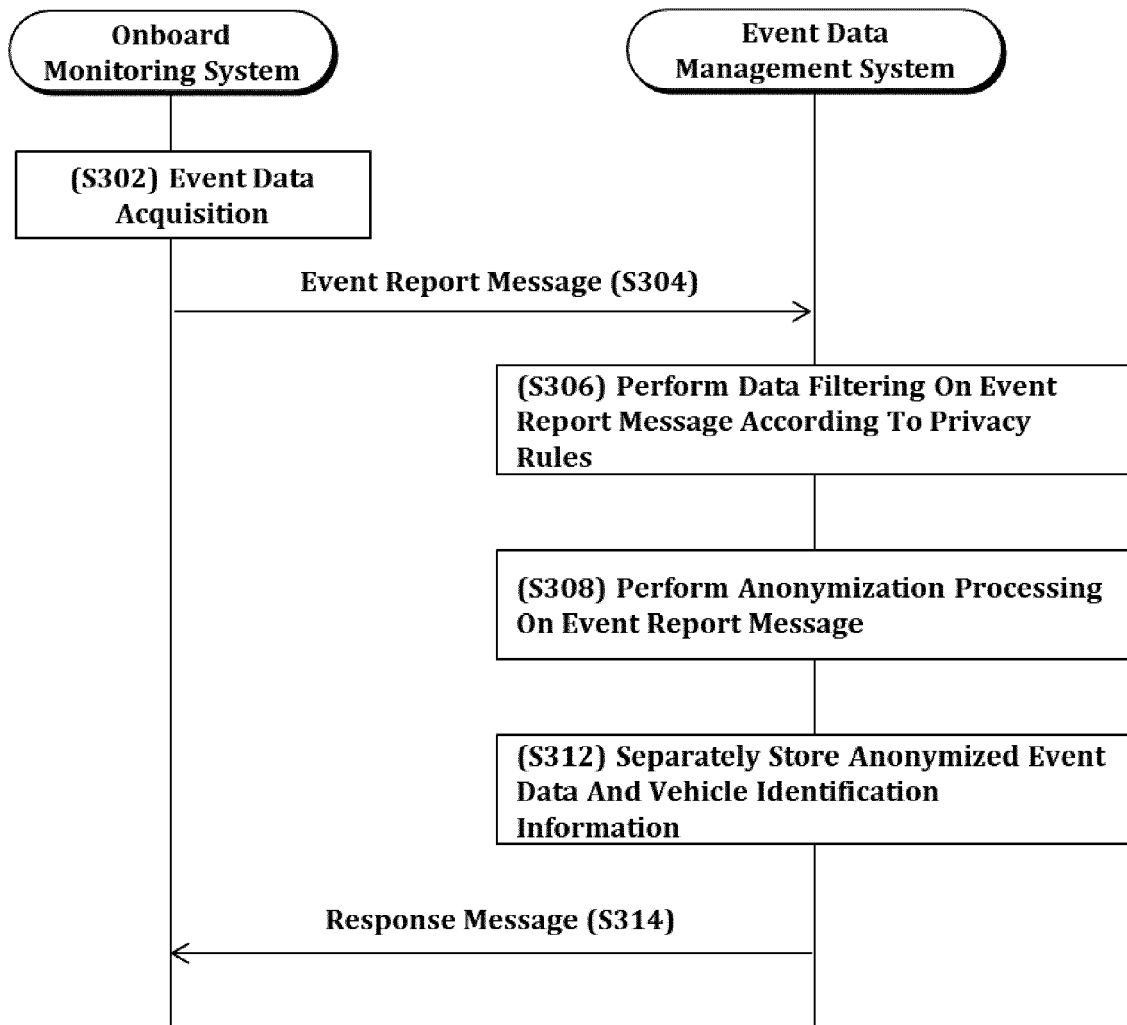 Onboard
Monitoring System
Event Data
Management System
(S302) Event Data
Acquisition
Event Report Message (S304)
(S306) Perform Data Filtering On Event
Report Message According To Privacy
Rules
(S308) Perform Anonymization Processing
On Event Report Message
(S312) Separately Store Anonymized Event
Data And Vehicle Identification
Information
Response Message (S314)